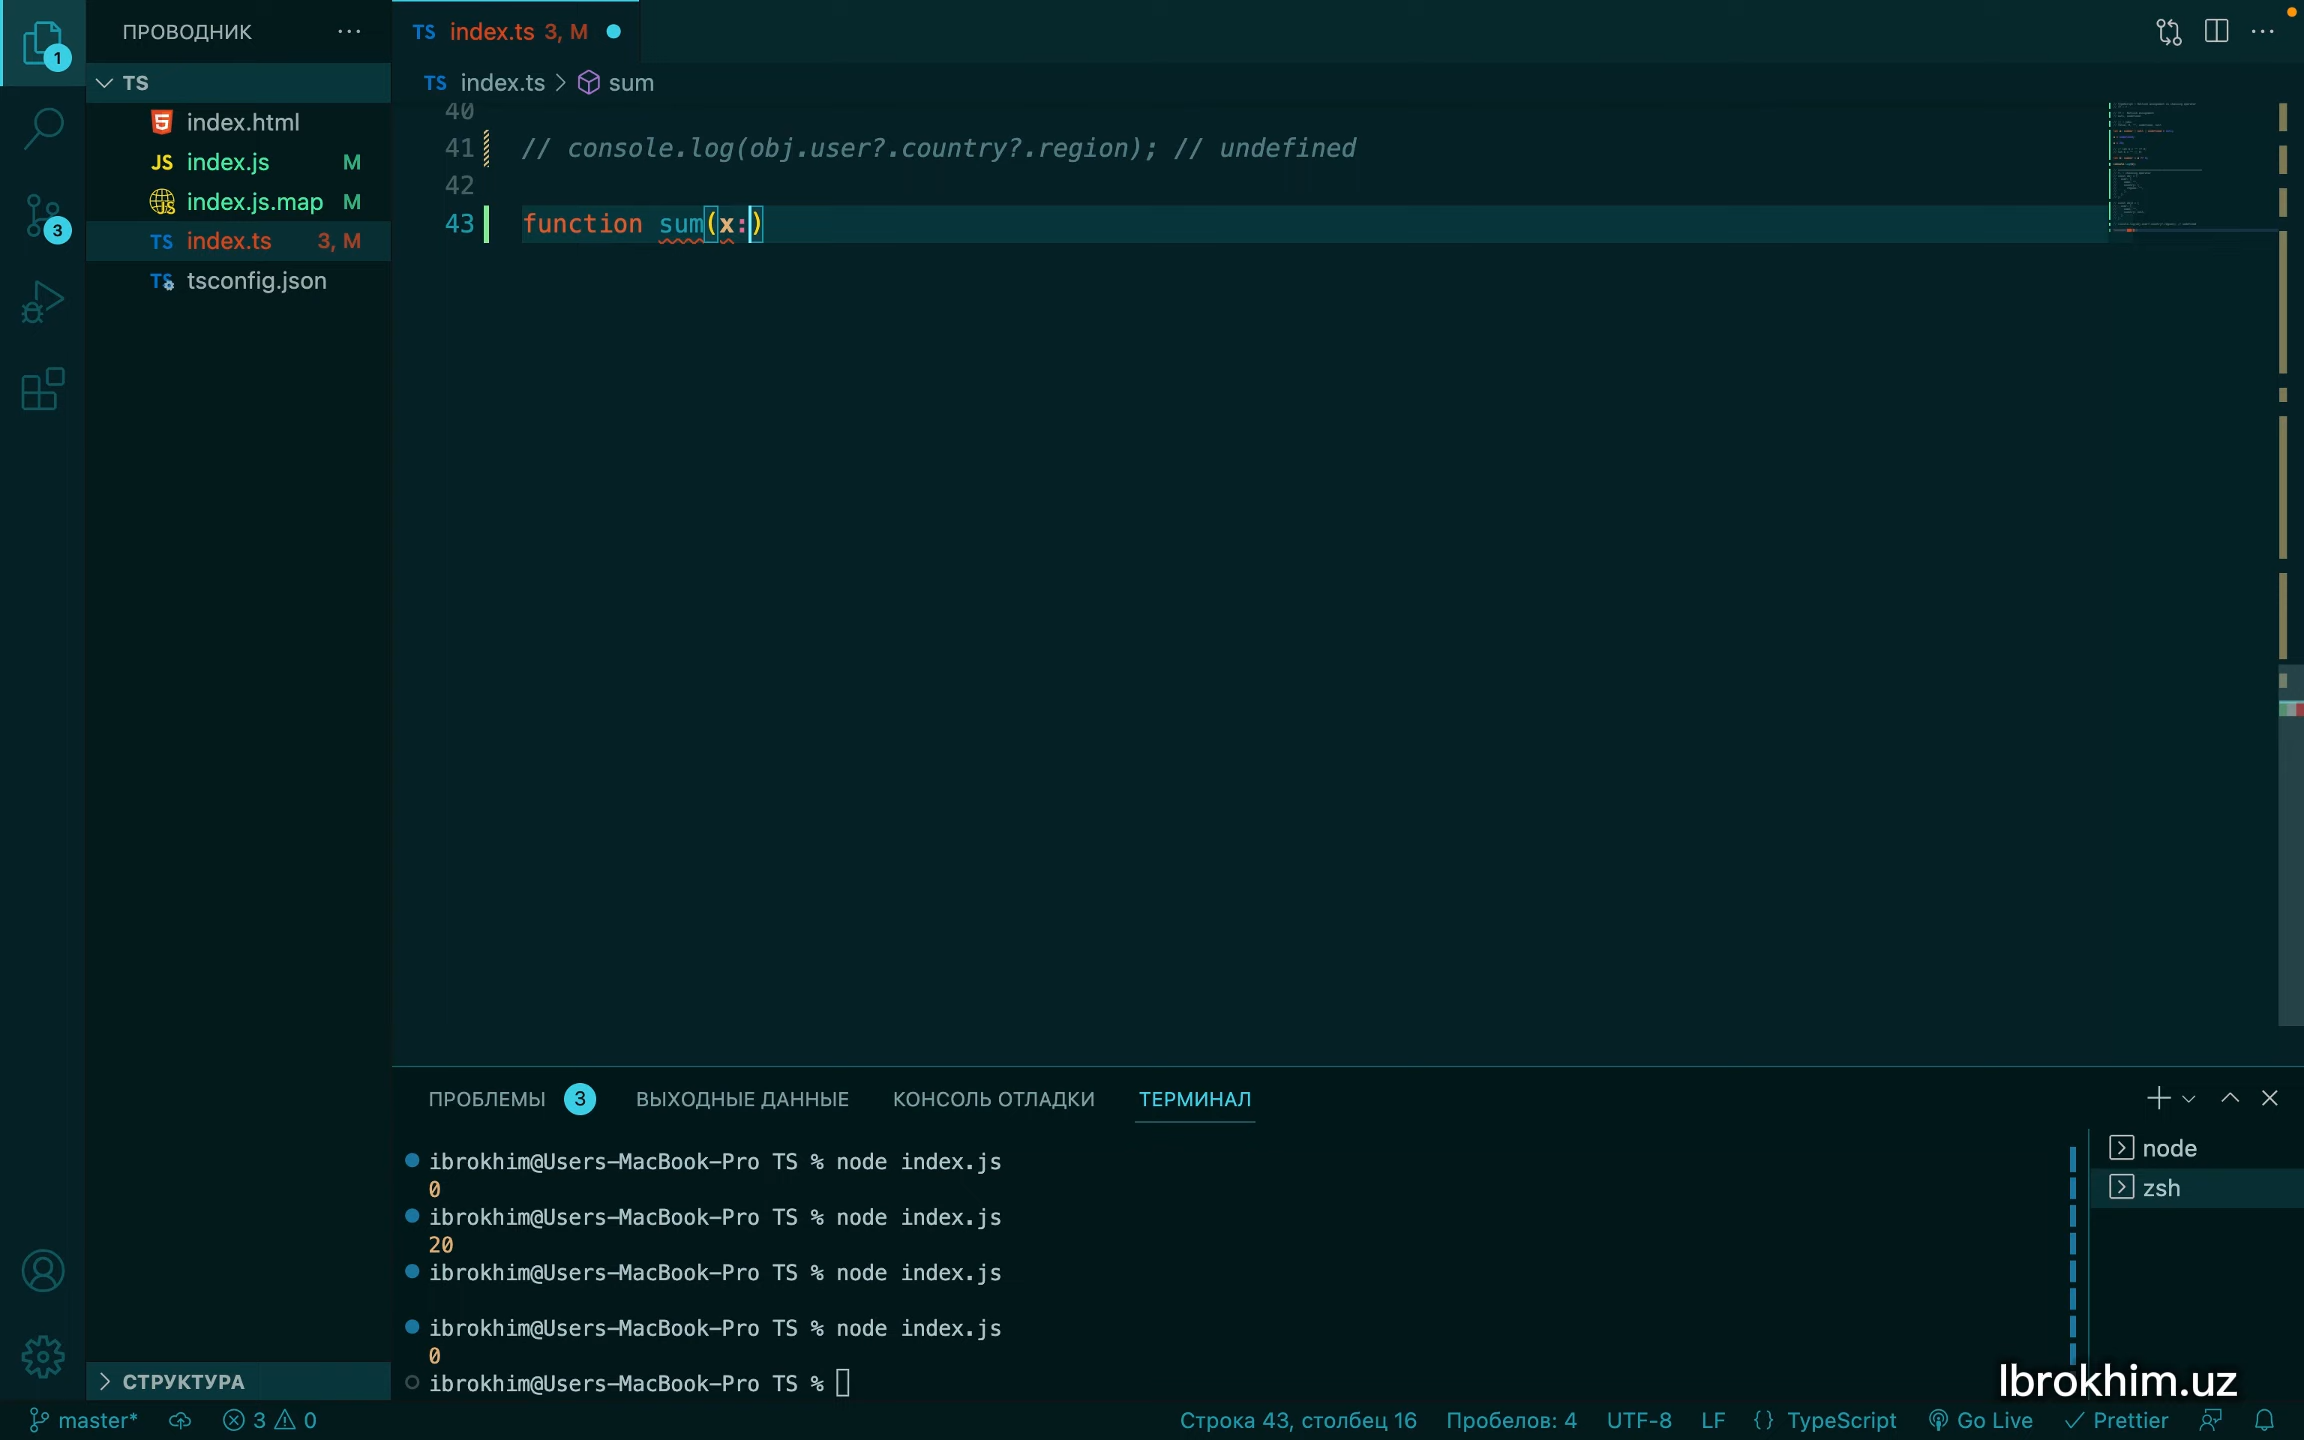 ПРОВОДНИК ···
TS index.ts 3, M
TS
TS index.ts > sum
index.html
JS index.js M
index.js.map M
TS index.ts 3, M
TS tsconfig.json
1
3
40
41 // console.log(obj.user?.country?.region); // undefined
42
43 function sum(x:)
ПРОБЛЕМЫ 3 ВЫХОДНЫЕ ДАННЫЕ КОНСОЛЬ ОТЛАДКИ ТЕРМИНАЛ
ibrokhim@Users-MacBook-Pro TS % node index.js
0
ibrokhim@Users-MacBook-Pro TS % node index.js
20
ibrokhim@Users-MacBook-Pro TS % node index.js
ibrokhim@Users-MacBook-Pro TS % node index.js
0
ibrokhim@Users-MacBook-Pro TS %
node
zsh
СТРУКТУРА
Ibrokhim.uz
master* 3 0 Строка 43, столбец 16 Пробелов: 4 UTF-8 LF {} TypeScript Go Live Prettier